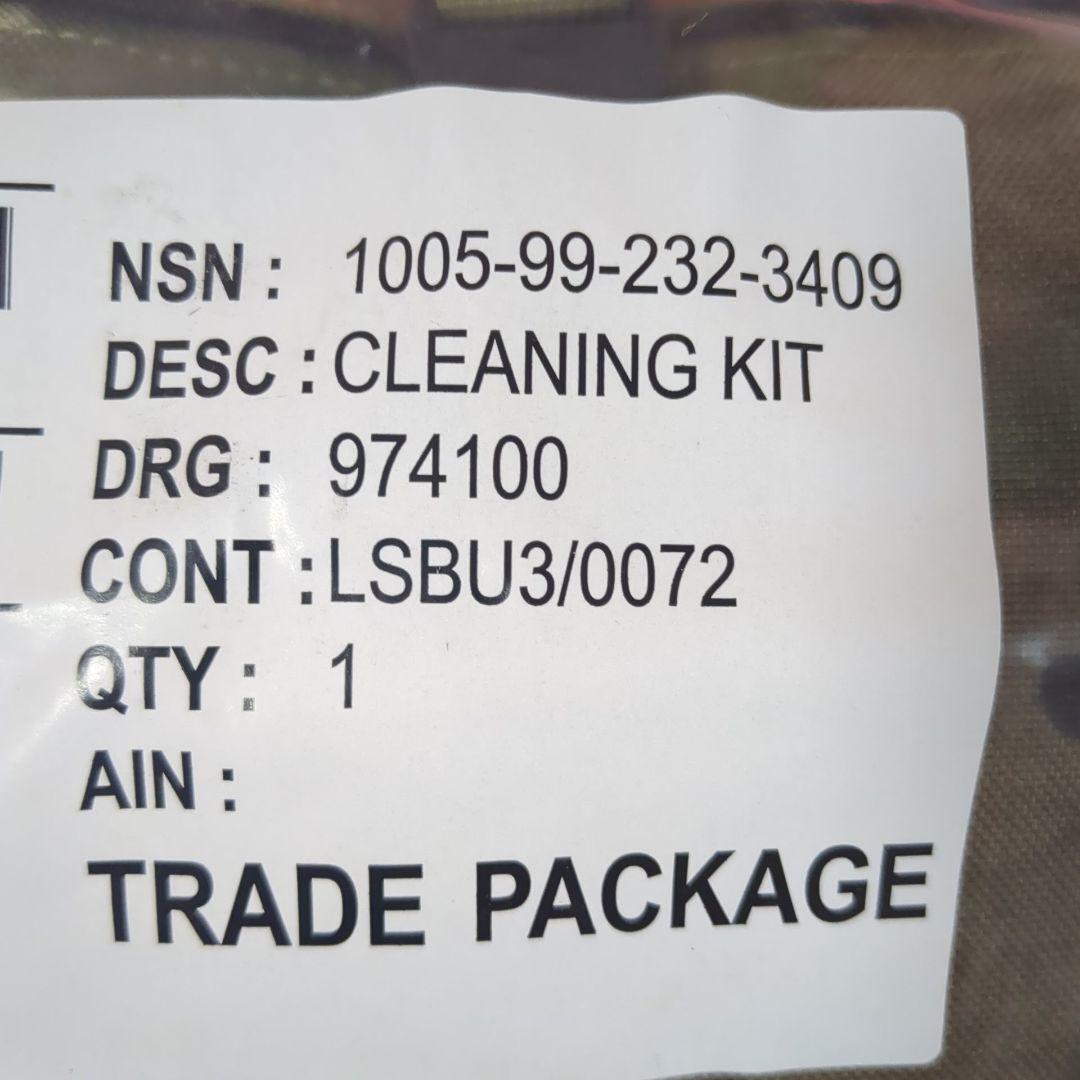 NSN : 1005-99-232-3409
DESC : CLEANING KIT
DRG : 974100
CONT : LSBU3/0072
QTY : 1
AIN :
TRADE PACKAGE